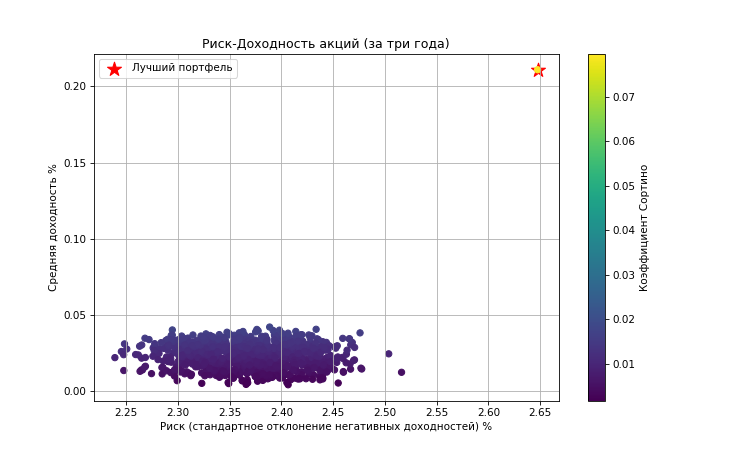 Риск-Доходность акций (за три года)
Лучший портфель
0.20
0.15
0.10
0.05
0.00
Средняя доходность %
2.25 2.30 2.35 2.40 2.45 2.50 2.55 2.60 2.65
Риск (стандартное отклонение негативных доходностей) %
0.07
0.06
0.05
0.04
0.03
0.02
0.01
Коэффициент Сортино